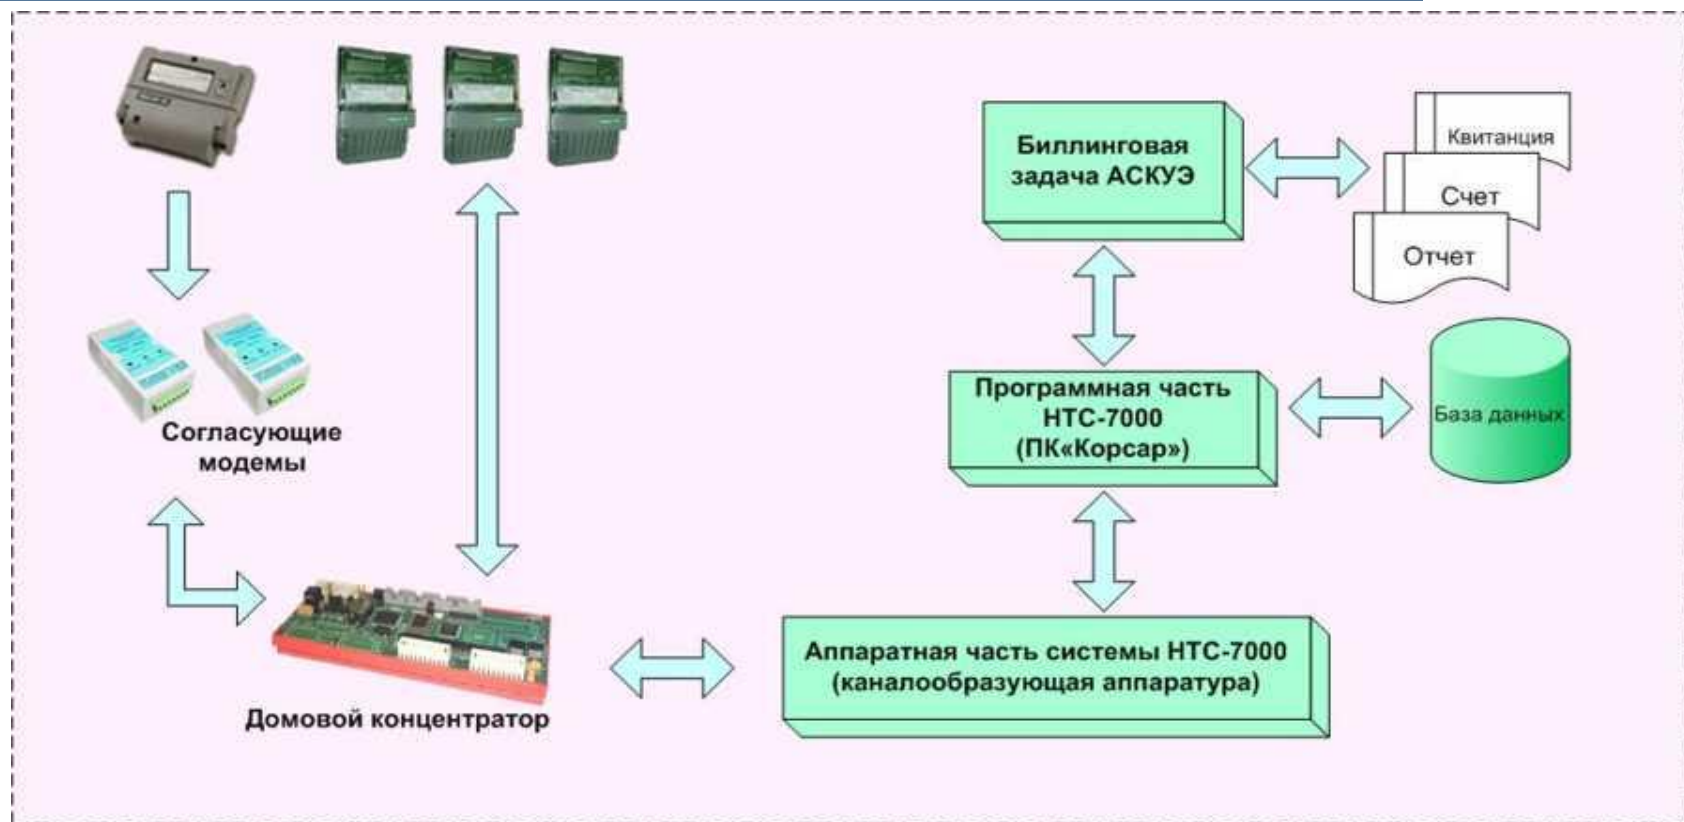 Биллинговая
задача АСКУЭ
Квитанция
Счет
Отчет
Программная часть
НТС-7000
(ПК«Корсар»)
База данных
Согласующие
модемы
Аппаратная часть системы НТС-7000
(каналообразующая аппаратура)
Домовой концентратор